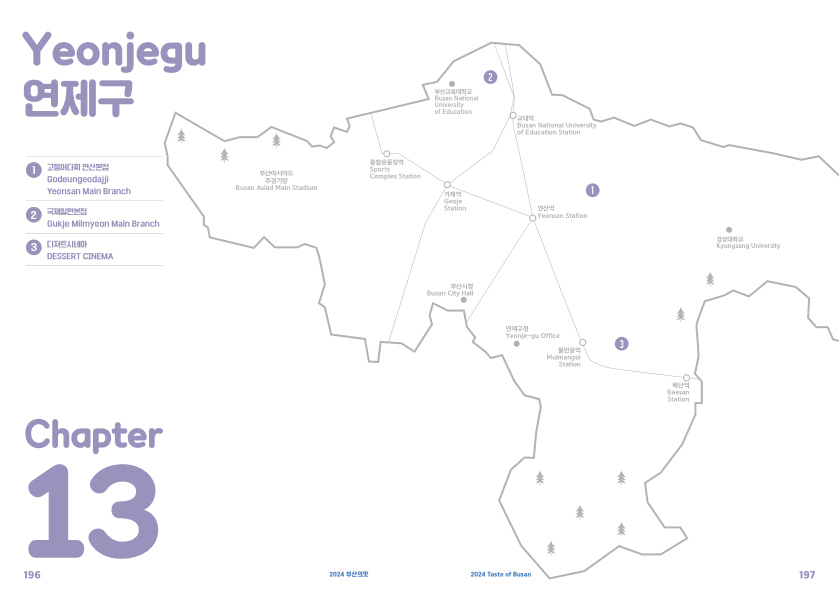 Yeonjegu
연제구
1 고등어다찌 연산본점
Godeungeodajji
Yeonsan Main Branch
2 국제밀면본점
Gukje Milmyeon Main Branch
3 디저트시네마
DESSERT CINEMA
2
부산교육대학교
Busan National
University
of Education
교대역
Busan National University
of Education Station
종합운동장역
Sports
Complex Station
부산아시아드
주경기장
Busan Asiad Main Stadium
거제역
Geoje
Station
1
연산역
Yeonsan Station
경상대학교
Kyungsang University
부산시청
Busan City Hall
연제구청
Yeonje-gu Office
물만골역
Mulmangol
Station
3
배산역
Baesan
Station
Chapter
13
196
2024 부산의맛
2024 Taste of Busan
197